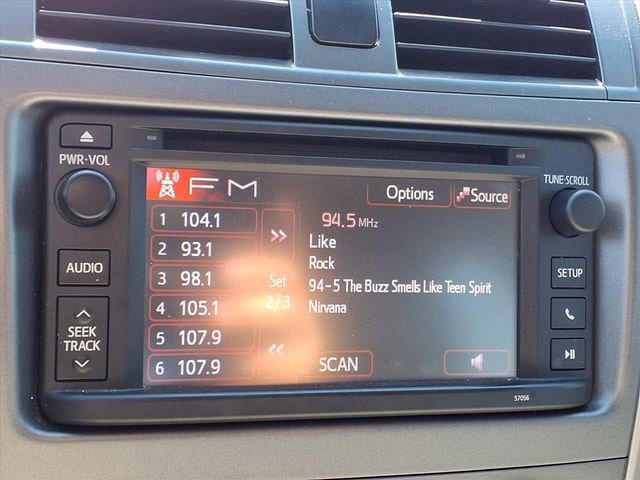 PWR·VOL
AUDIO
SEEK
TRACK
FM
Options
Source
1 104.1
2 93.1
3 98.1
4 105.1
5 107.9
6 107.9
Set
2/3
94.5 MHz
Like
Rock
94-5 The Buzz Smells Like Teen Spirit
Nirvana
SCAN
TUNE·SCROLL
SETUP
57056